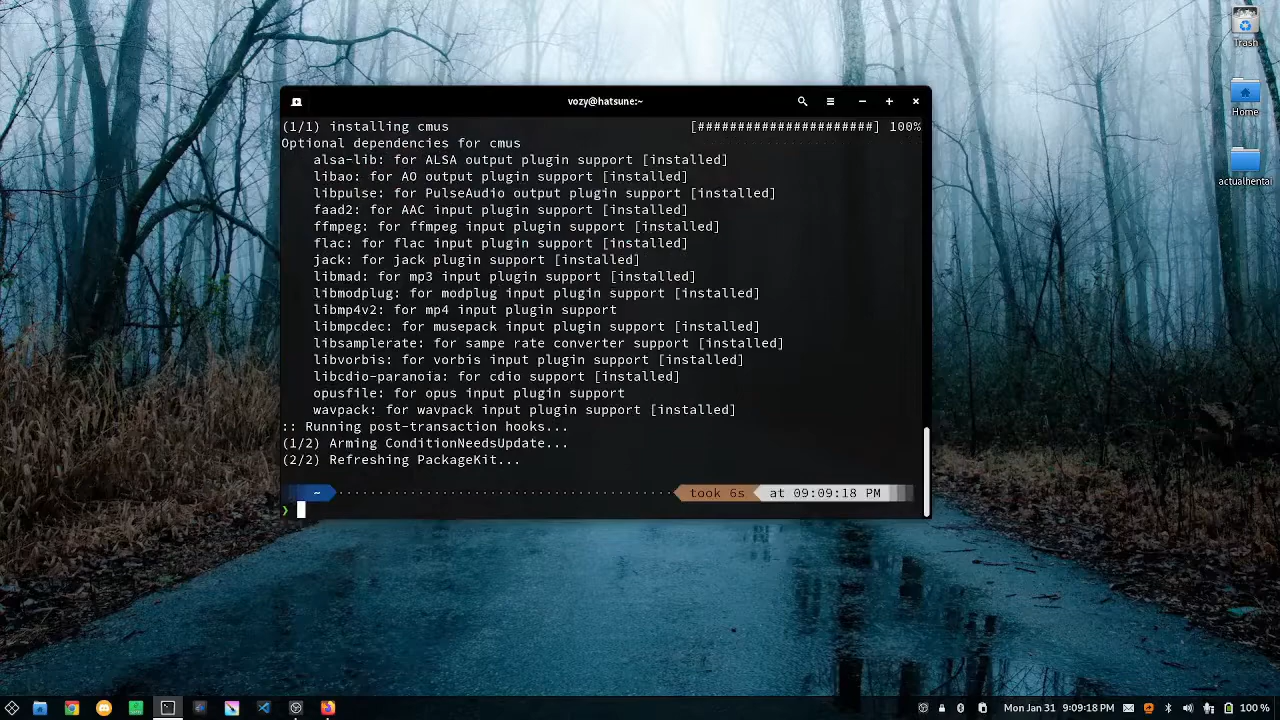 Trash
Home
actualhentai
vozy@hatsune:~
(1/1) installing cmus [######################] 100%
Optional dependencies for cmus
alsa-lib: for ALSA output plugin support [installed]
libao: for AO output plugin support [installed]
libpulse: for PulseAudio output plugin support [installed]
faad2: for AAC input plugin support [installed]
ffmpeg: for ffmpeg input plugin support [installed]
flac: for flac input plugin support [installed]
jack: for jack plugin support [installed]
libmad: for mp3 input plugin support [installed]
libmodplug: for modplug input plugin support [installed]
libmp4v2: for mp4 input plugin support
libmpcdec: for musepack input plugin support [installed]
libsamplerate: for sampe rate converter support [installed]
libvorbis: for vorbis input plugin support [installed]
libcdio-paranoia: for cdio support [installed]
opusfile: for opus input plugin support
wavpack: for wavpack input plugin support [installed]
:: Running post-transaction hooks...
(1/2) Arming ConditionNeedsUpdate...
(2/2) Refreshing PackageKit...
~ took 6s at 09:09:18 PM
❯
Mon Jan 31 9:09:18 PM 100 %